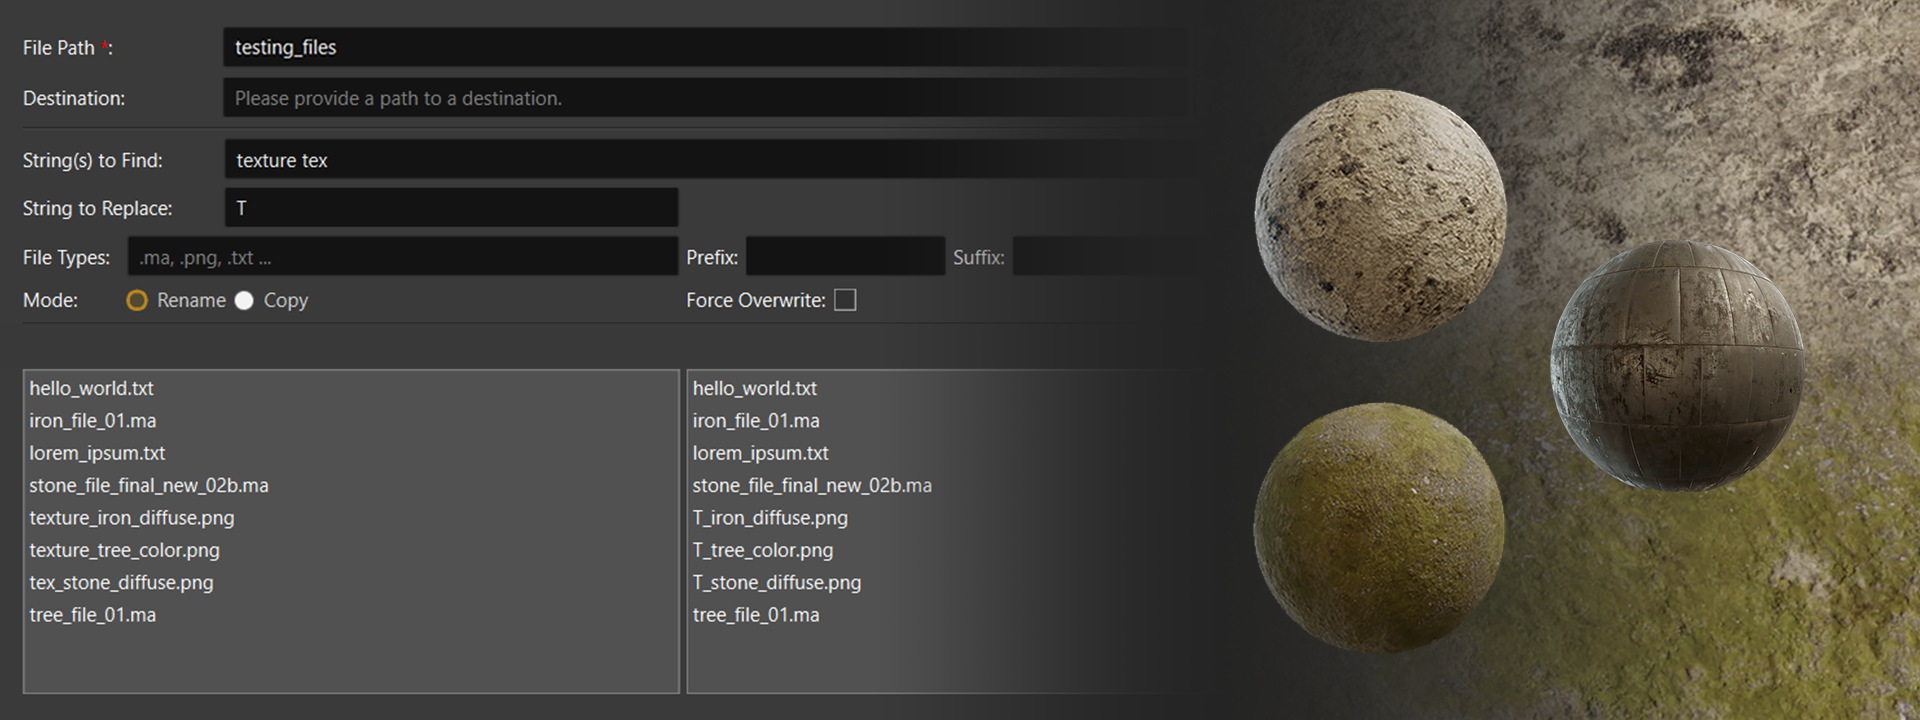 File Path *: testing_files
Destination: Please provide a path to a destination.
String(s) to Find: texture tex
String to Replace: T
File Types: .ma, .png, .txt ... Prefix: Suffix:
Mode: Rename Copy Force Overwrite:
hello_world.txt
iron_file_01.ma
lorem_ipsum.txt
stone_file_final_new_02b.ma
texture_iron_diffuse.png
texture_tree_color.png
tex_stone_diffuse.png
tree_file_01.ma
hello_world.txt
iron_file_01.ma
lorem_ipsum.txt
stone_file_final_new_02b.ma
T_iron_diffuse.png
T_tree_color.png
T_stone_diffuse.png
tree_file_01.ma